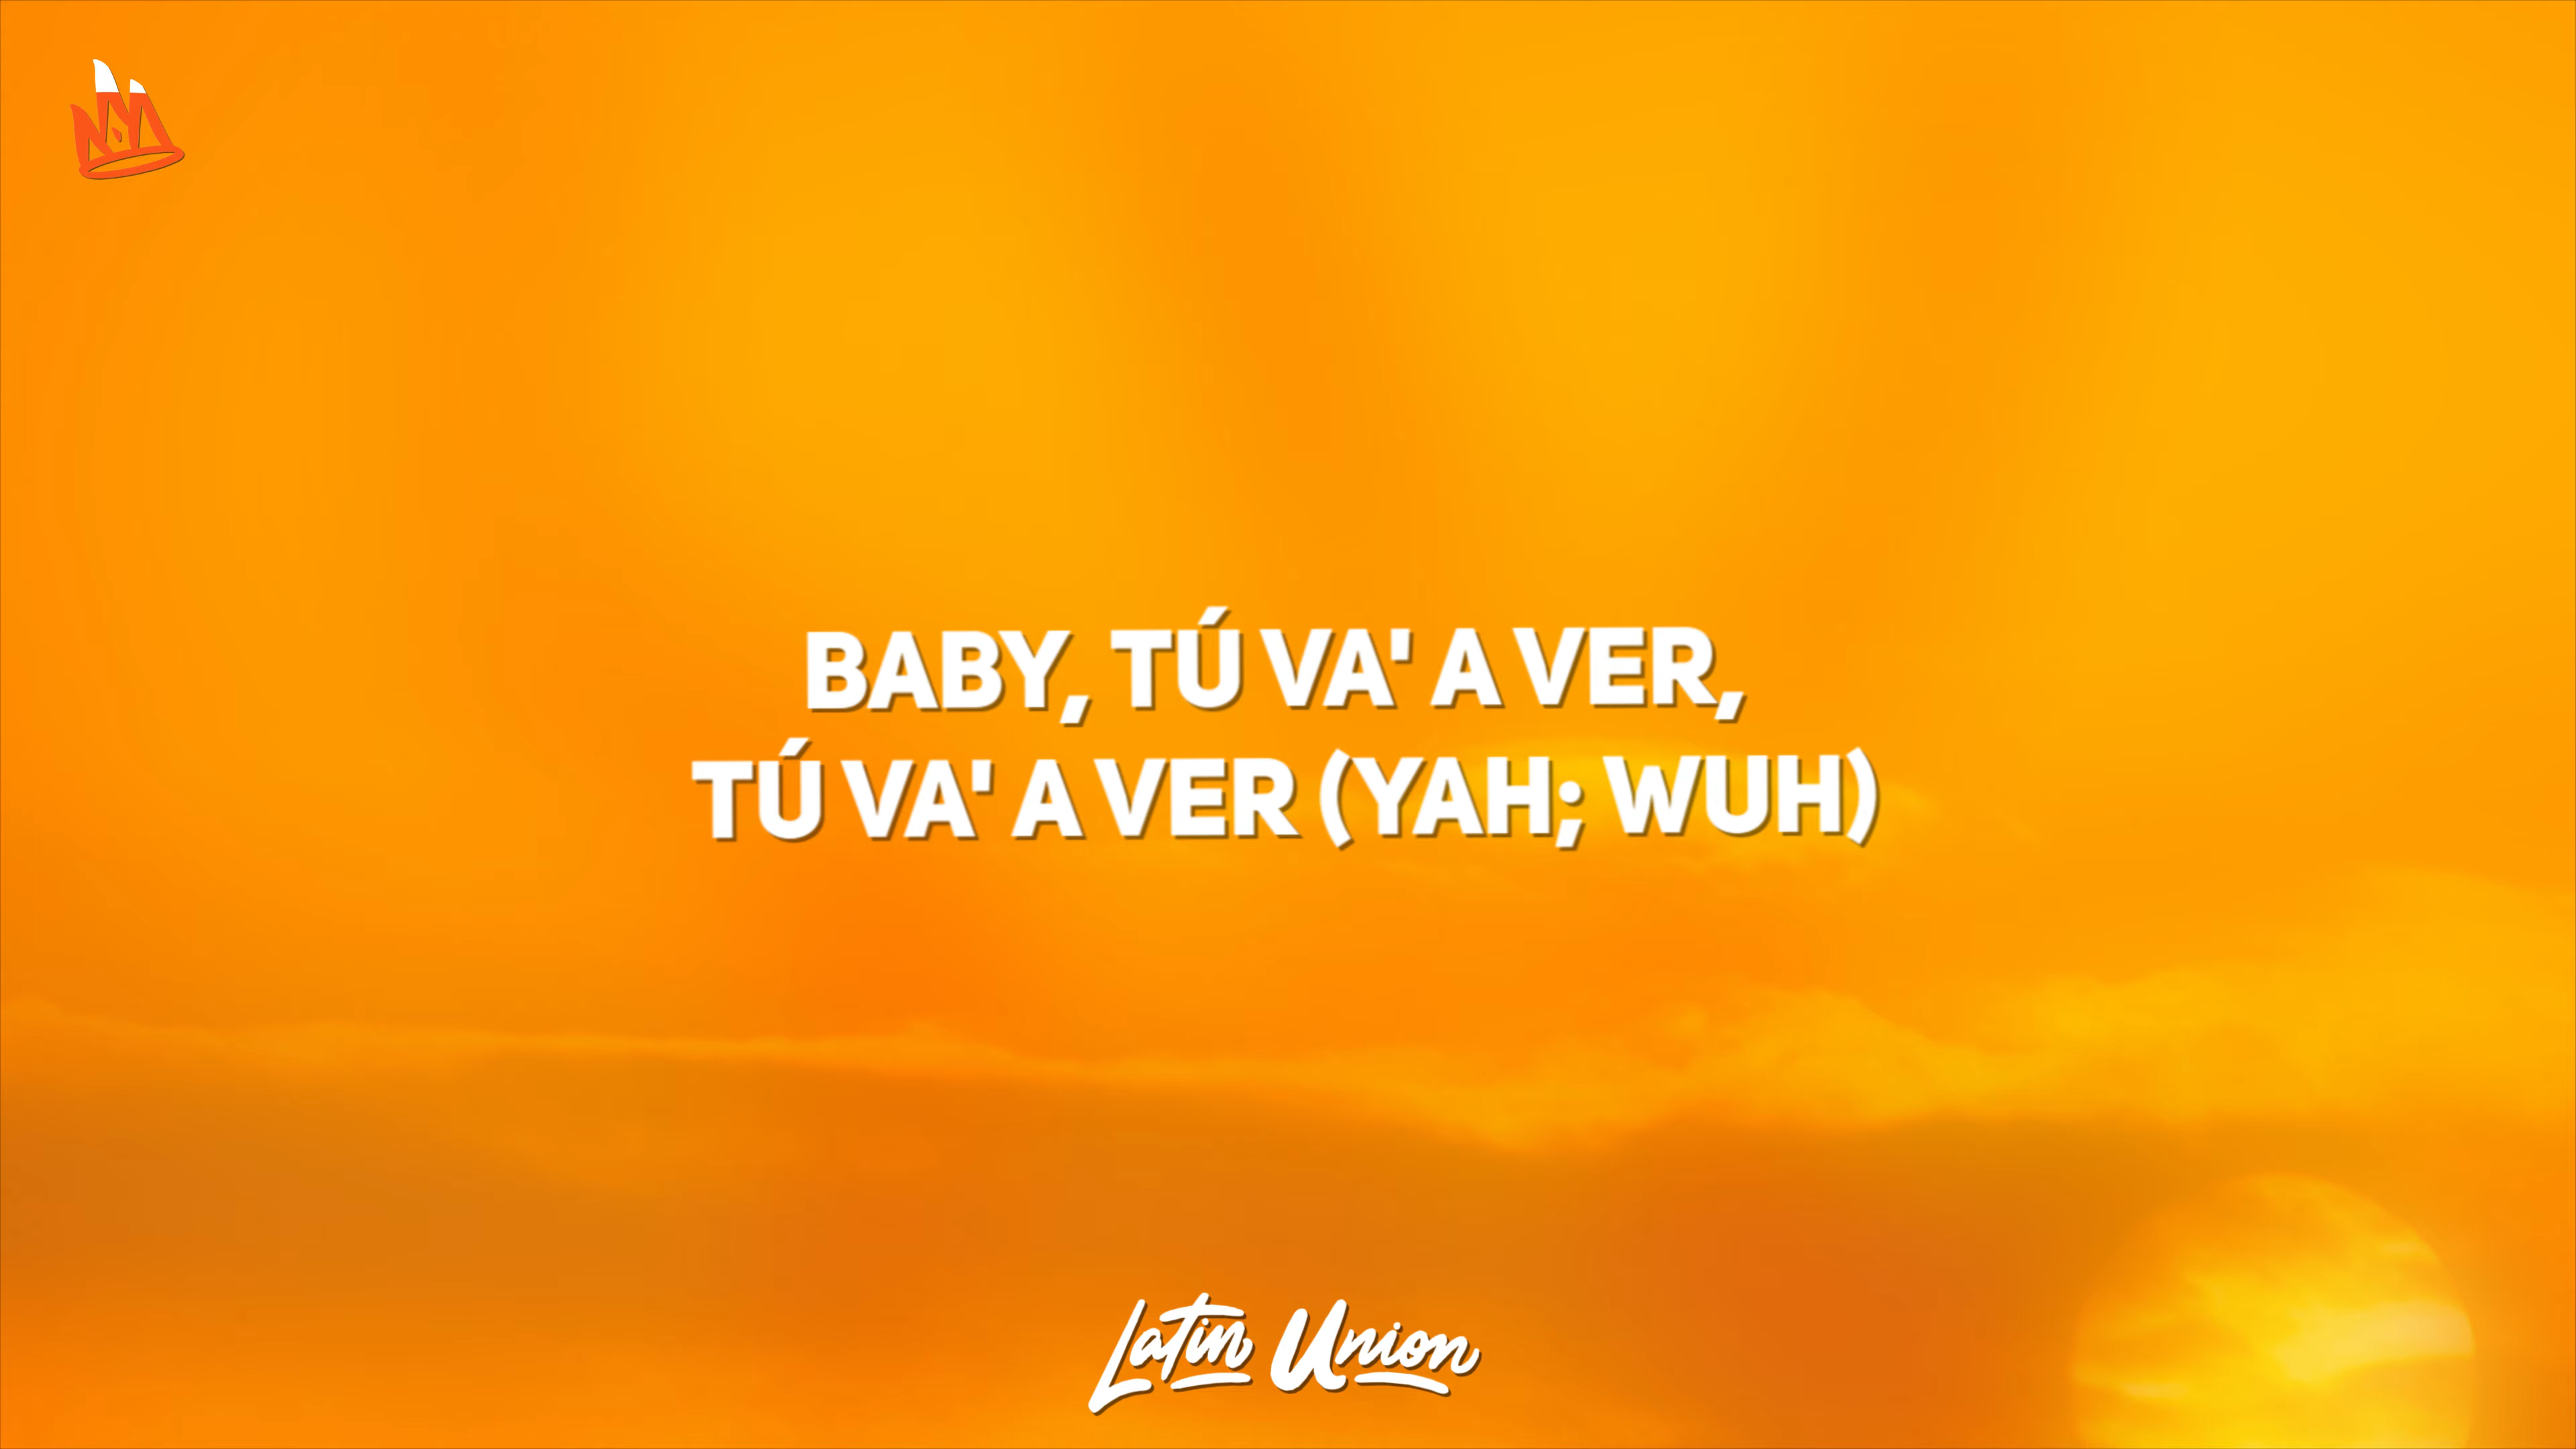 BABY, TÚ VA' A VER,
TÚ VA' A VER (YAH; WUH)
Latin Union